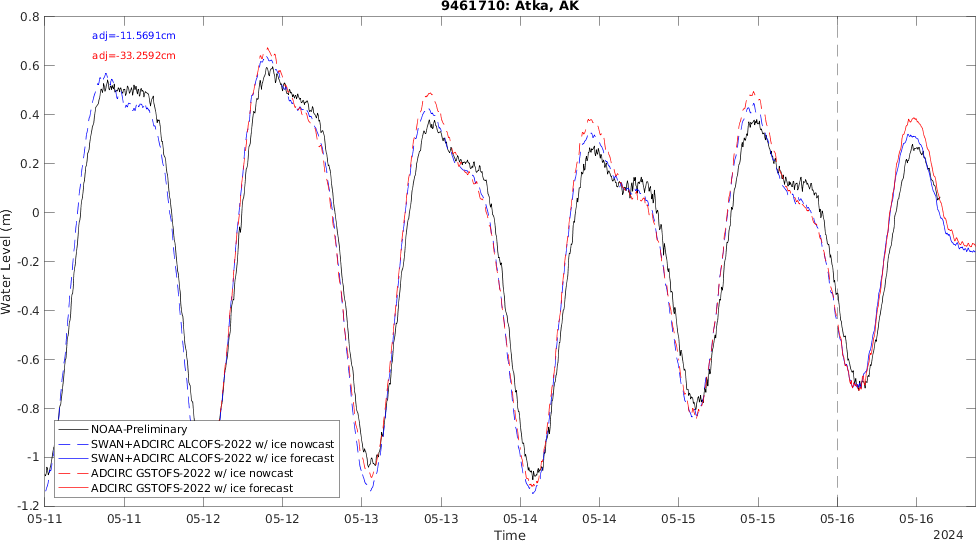 9461710: Atka, AK
adj=-11.5691cm
adj=-33.2592cm
Water Level (m)
0.8
0.6
0.4
0.2
0
-0.2
-0.4
-0.6
-0.8
-1
-1.2
NOAA-Preliminary
SWAN+ADCIRC ALCOFS-2022 w/ ice nowcast
SWAN+ADCIRC ALCOFS-2022 w/ ice forecast
ADCIRC GSTOFS-2022 w/ ice nowcast
ADCIRC GSTOFS-2022 w/ ice forecast
05-11 05-11 05-12 05-12 05-13 05-13 05-14 05-14 05-15 05-15 05-16 05-16
Time
2024